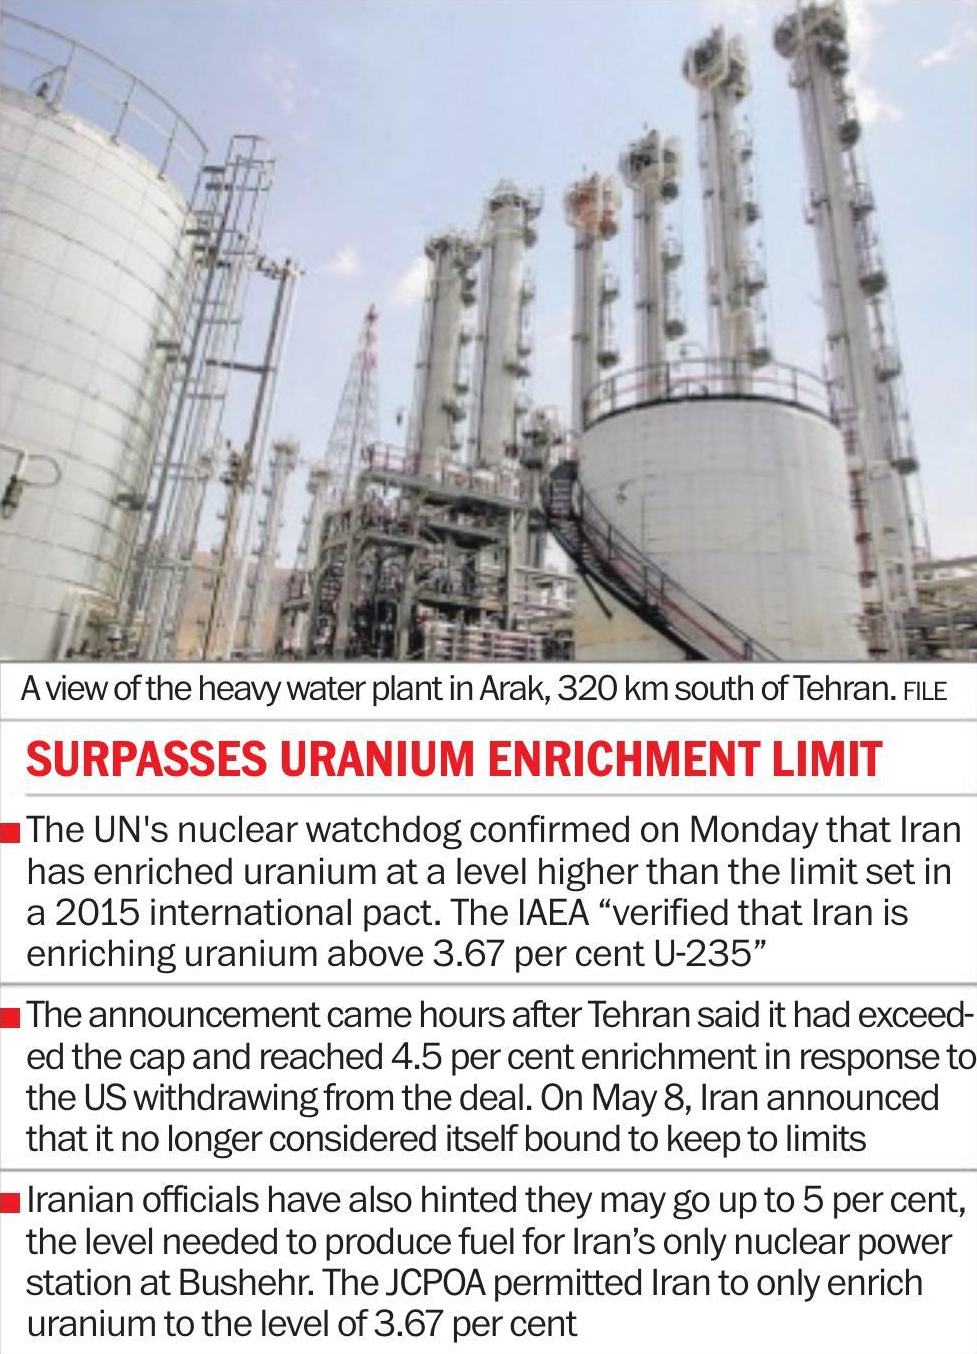 A view of the heavy water plant in Arak, 320 km south of Tehran. FILE
SURPASSES URANIUM ENRICHMENT LIMIT
The UN's nuclear watchdog confirmed on Monday that Iran
has enriched uranium at a level higher than the limit set in
a 2015 international pact. The IAEA “verified that Iran is
enriching uranium above 3.67 per cent U-235”
The announcement came hours after Tehran said it had exceed-
ed the cap and reached 4.5 per cent enrichment in response to
the US withdrawing from the deal. On May 8, Iran announced
that it no longer considered itself bound to keep to limits
Iranian officials have also hinted they may go up to 5 per cent,
the level needed to produce fuel for Iran’s only nuclear power
station at Bushehr. The JCPOA permitted Iran to only enrich
uranium to the level of 3.67 per cent